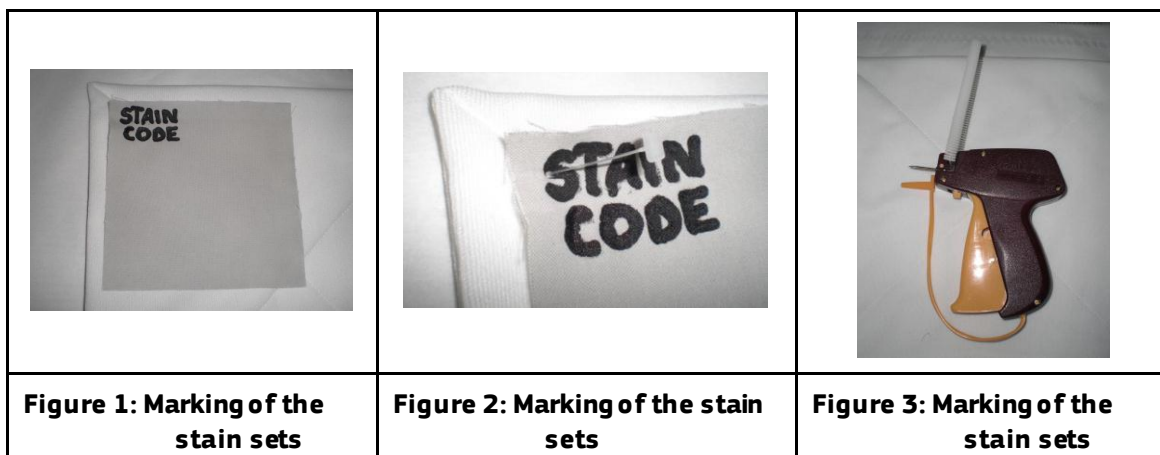 STAIN
CODE
STAIN
CODE
Figure 1: Marking of the
stain sets
Figure 2: Marking of the stain
sets
Figure 3: Marking of the
stain sets